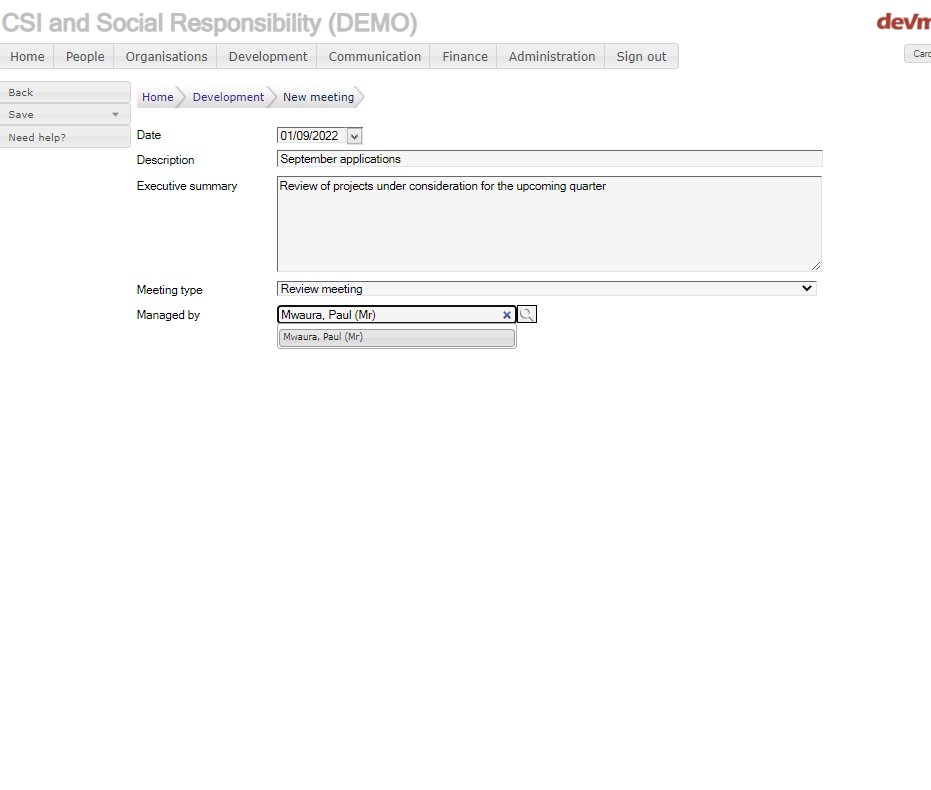 CSI and Social Responsibility (DEMO)
Home People Organisations Development Communication Finance Administration Sign out
Back
Save
Need help?
Home Development New meeting
Date 01/09/2022
Description September applications
Executive summary Review of projects under consideration for the upcoming quarter
Meeting type Review meeting
Managed by Mwaura, Paul (Mr)
Mwaura, Paul (Mr)